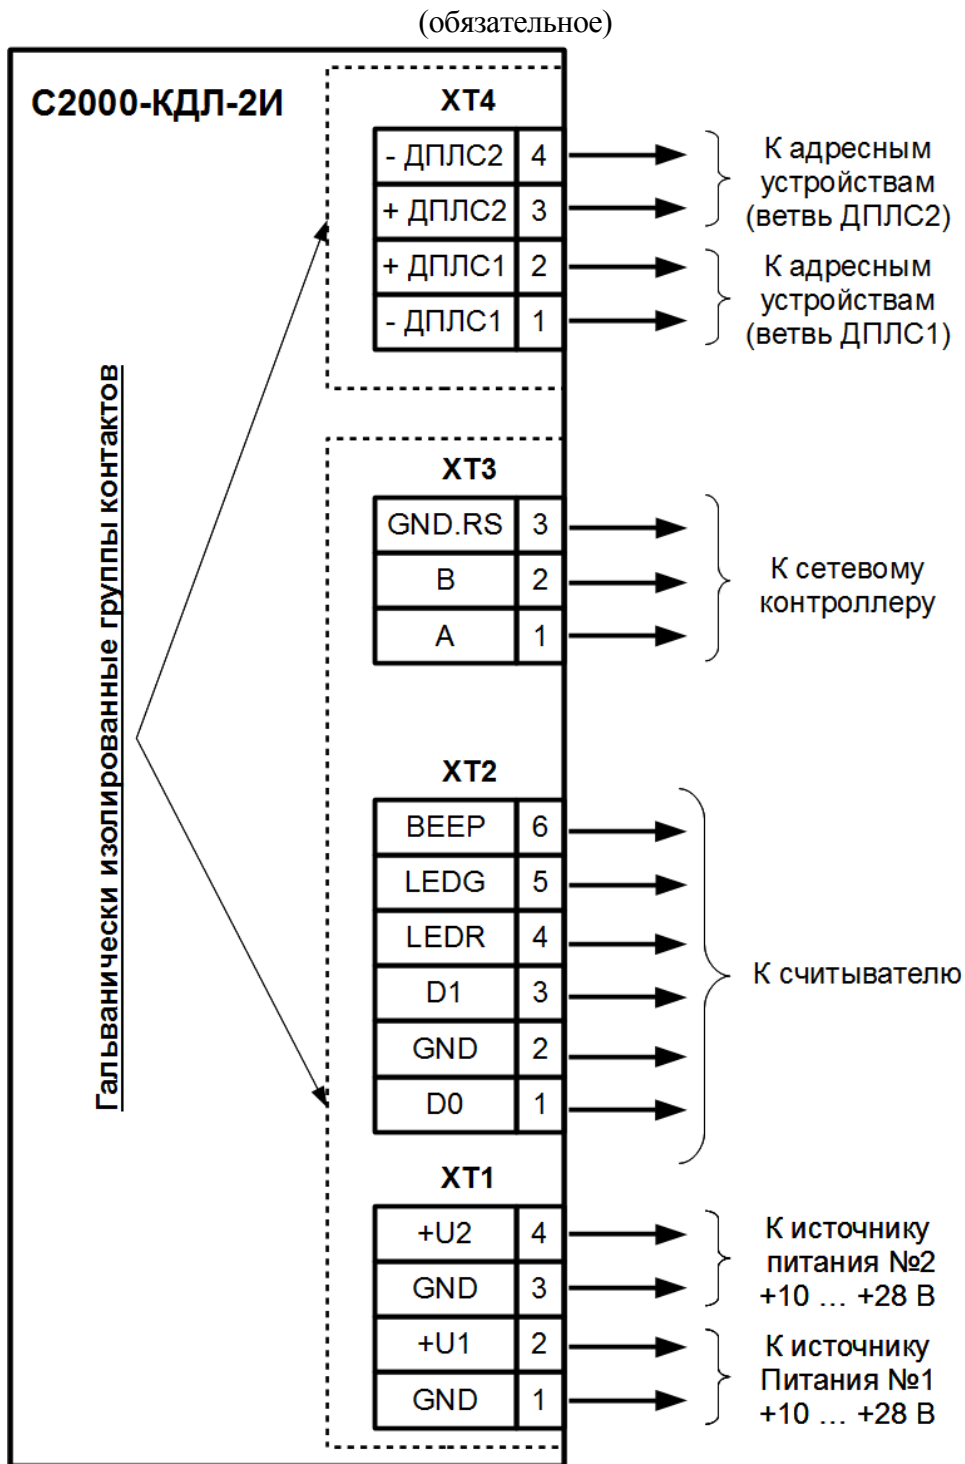 (обязательное)
С2000-КДЛ-2И
XT4
- ДПЛС2 4
+ ДПЛС2 3
+ ДПЛС1 2
- ДПЛС1 1
К адресным
устройствам
(ветвь ДПЛС2)
К адресным
устройствам
(ветвь ДПЛС1)
Гальванически изолированные группы контактов
XT3
GND.RS 3
B 2
A 1
К сетевому
контроллеру
XT2
BEEP 6
LEDG 5
LEDR 4
D1 3
GND 2
D0 1
К считывателю
XT1
+U2 4
GND 3
+U1 2
GND 1
К источнику
питания №2
+10 ... +28 В
К источнику
Питания №1
+10 ... +28 В